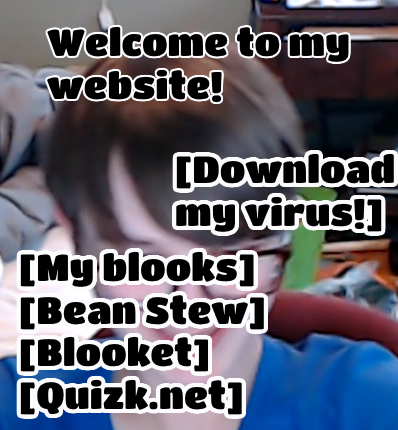 Welcome to my
website!
[Download
my virus!]
[My blooks]
[Bean Stew]
[Blooket]
[Quizk.net]